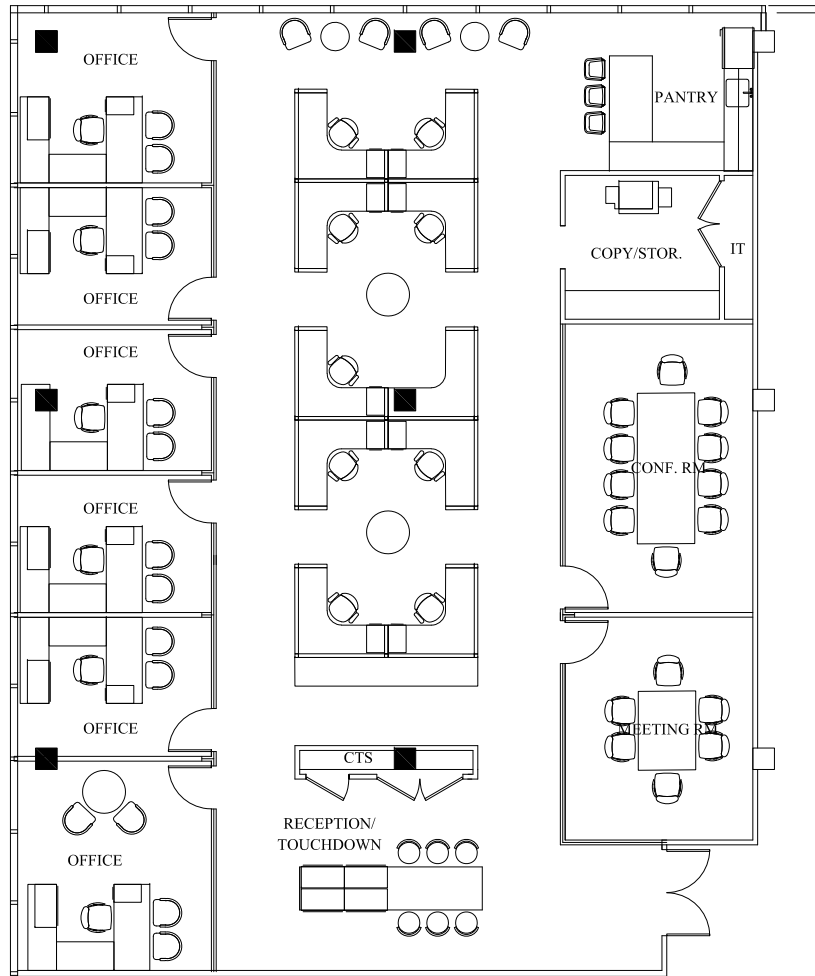 OFFICE
PANTRY
COPY/STOR.
IT
OFFICE
OFFICE
CONF. RM
OFFICE
OFFICE
MEETING RM
CTS
RECEPTION/
TOUCHDOWN
OFFICE